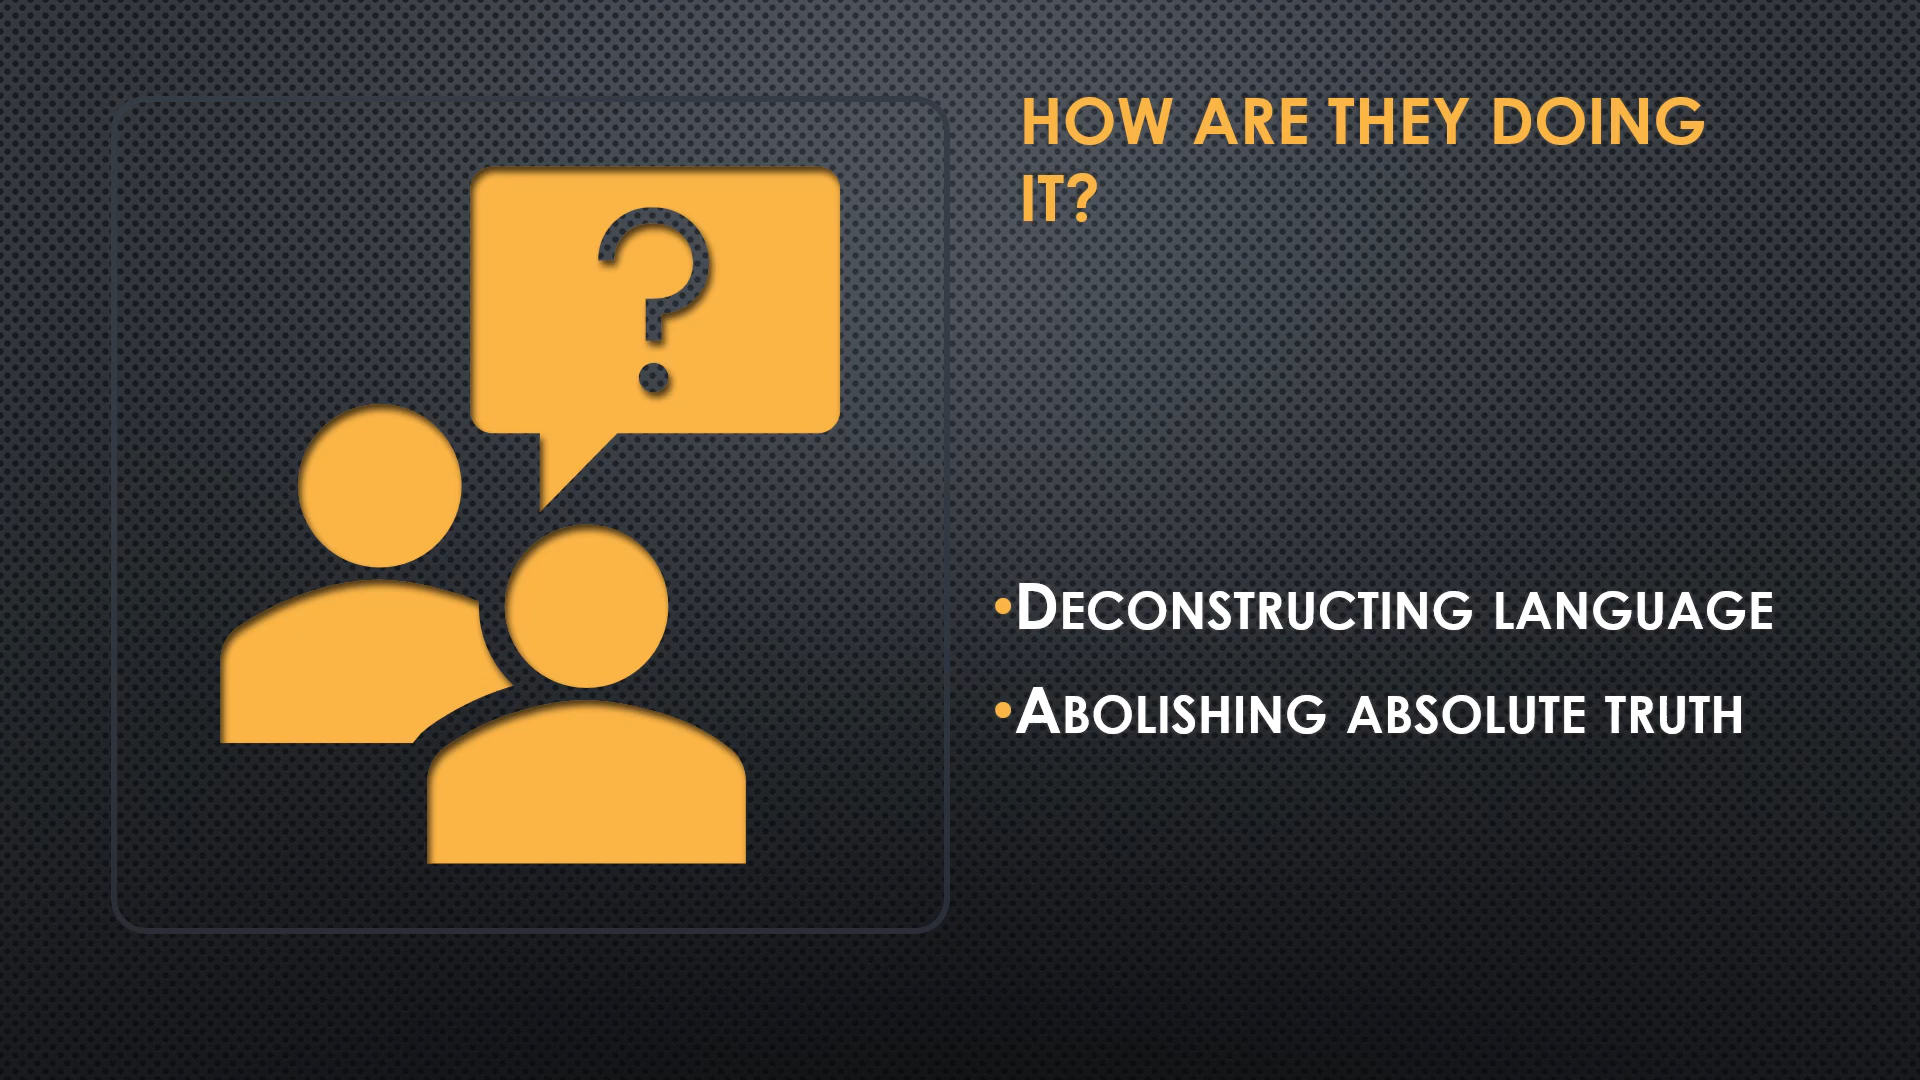 HOW ARE THEY DOING
IT?
?
•DECONSTRUCTING LANGUAGE
•ABOLISHING ABSOLUTE TRUTH